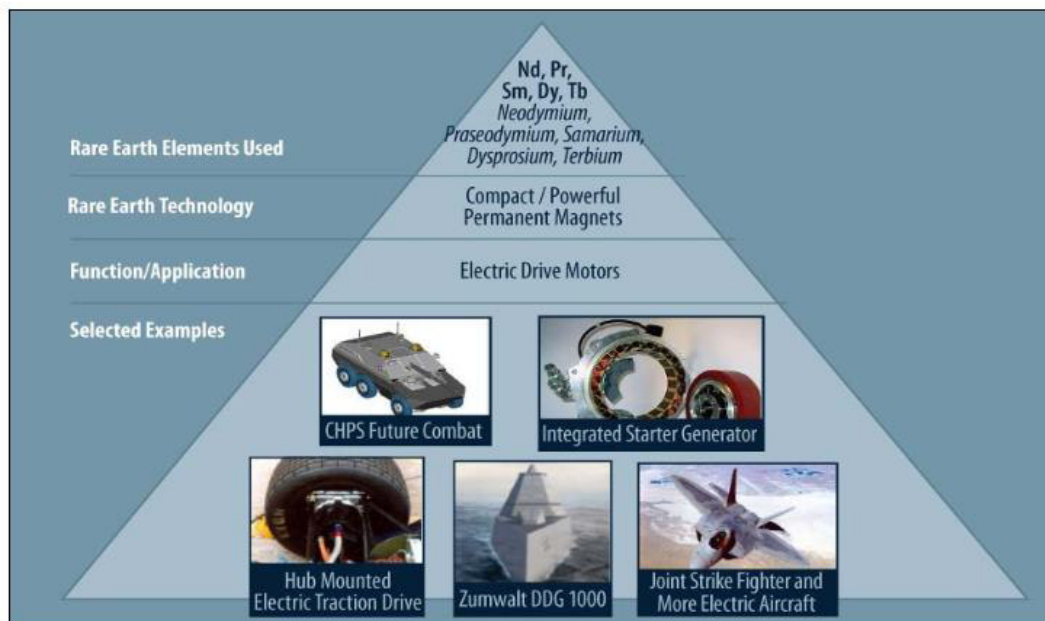 Nd, Pr,
Sm, Dy, Tb
Neodymium,
Praseodymium, Samarium,
Dysprosium, Terbium
Rare Earth Elements Used
Rare Earth Technology
Compact / Powerful
Permanent Magnets
Function/Application
Electric Drive Motors
Selected Examples
CHPS Future Combat
Integrated Starter Generator
Hub Mounted
Electric Traction Drive
Zumwalt DDG 1000
Joint Strike Fighter and
More Electric Aircraft